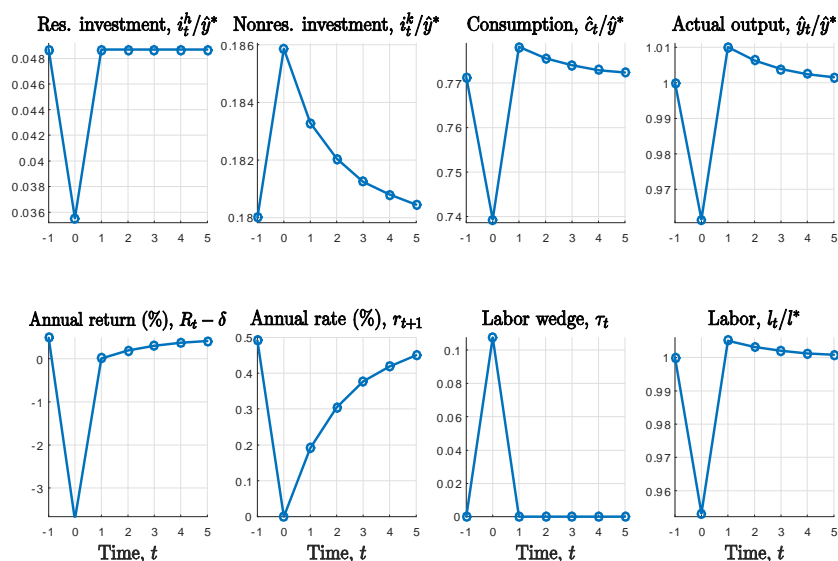 Res. investment, i_t^h/ŷ*
0.048
0.046
0.044
0.042
0.04
0.038
0.036
-1 0 1 2 3 4 5
Nonres. investment, i_t^k/ŷ*
0.186
0.184
0.182
0.18
-1 0 1 2 3 4 5
Consumption, ĉ_t/ŷ*
0.77
0.76
0.75
0.74
-1 0 1 2 3 4 5
Actual output, ŷ_t/ŷ*
1.01
1
0.99
0.98
0.97
-1 0 1 2 3 4 5
Annual return (%), R_t − δ
0
-1
-2
-3
-1 0 1 2 3 4 5
Time, t
Annual rate (%), r_{t+1}
0.5
0.4
0.3
0.2
0.1
0
-1 0 1 2 3 4 5
Time, t
Labor wedge, τ_t
0.1
0.08
0.06
0.04
0.02
0
-1 0 1 2 3 4 5
Time, t
Labor, l_t/l*
1
0.99
0.98
0.97
0.96
-1 0 1 2 3 4 5
Time, t